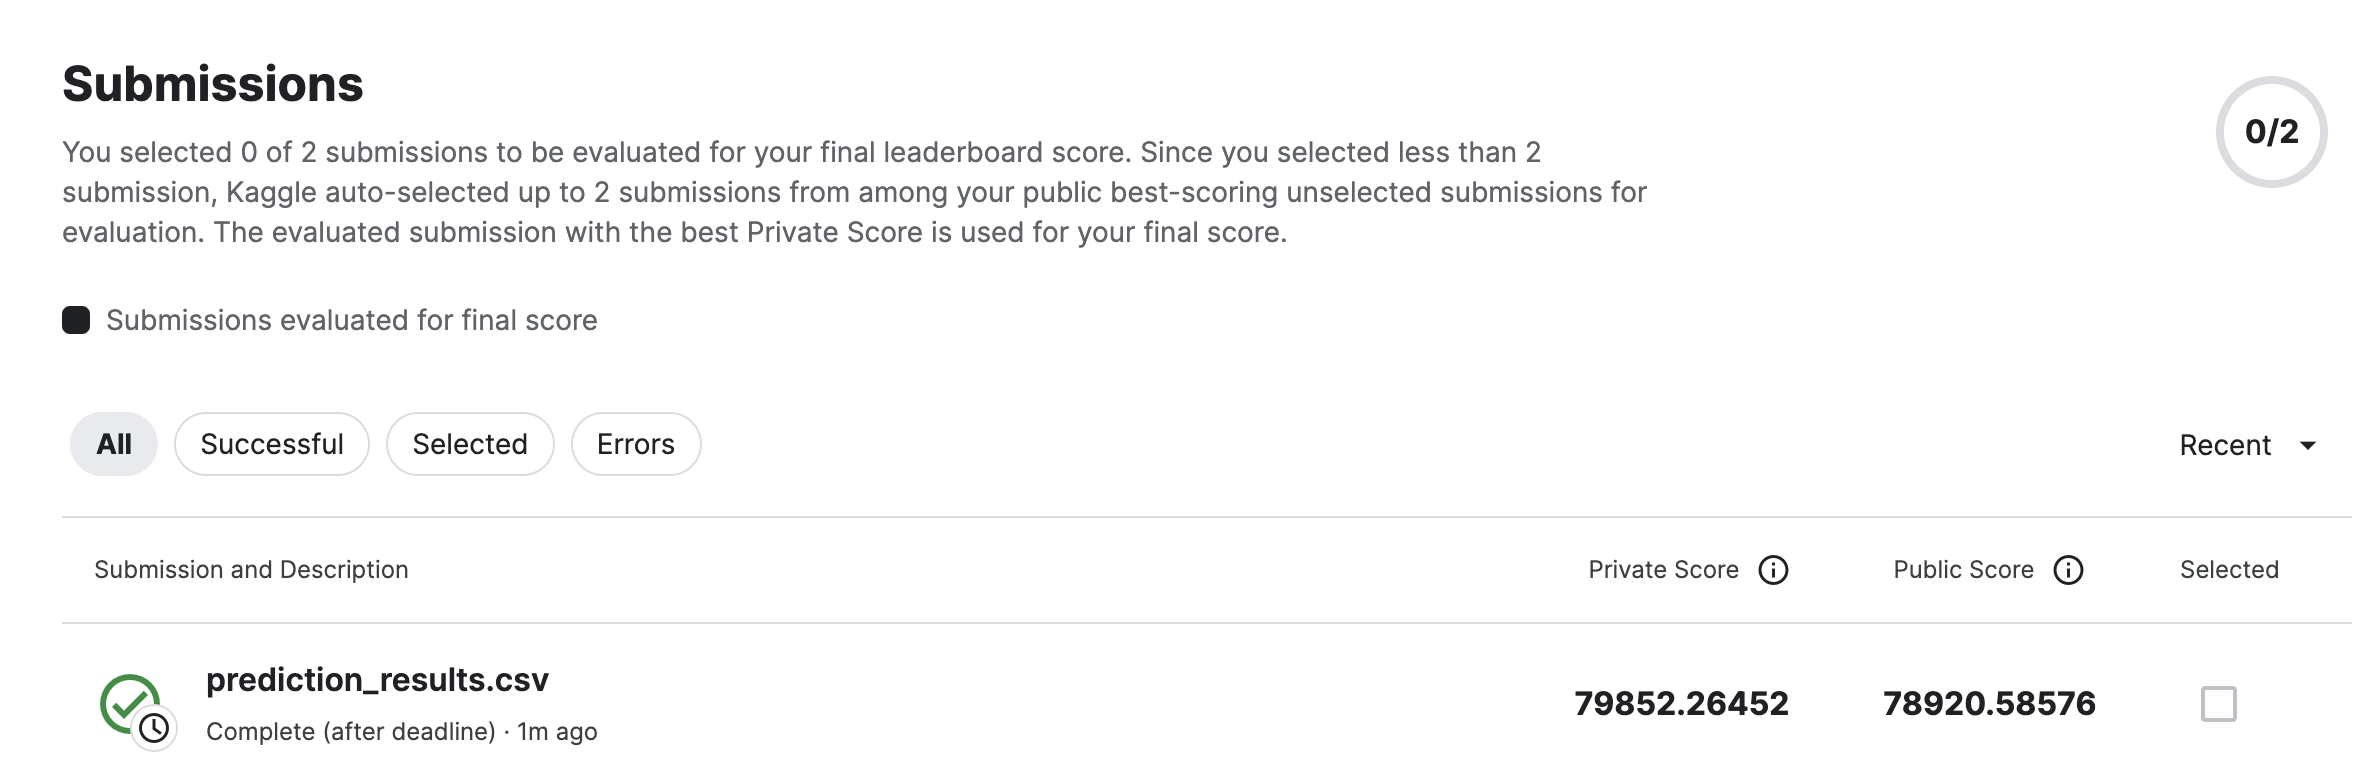 Submissions
0/2
You selected 0 of 2 submissions to be evaluated for your final leaderboard score. Since you selected less than 2
submission, Kaggle auto-selected up to 2 submissions from among your public best-scoring unselected submissions for
evaluation. The evaluated submission with the best Private Score is used for your final score.
Submissions evaluated for final score
All Successful Selected Errors Recent
Submission and Description Private Score Public Score Selected
prediction_results.csv 79852.26452 78920.58576
Complete (after deadline) · 1m ago